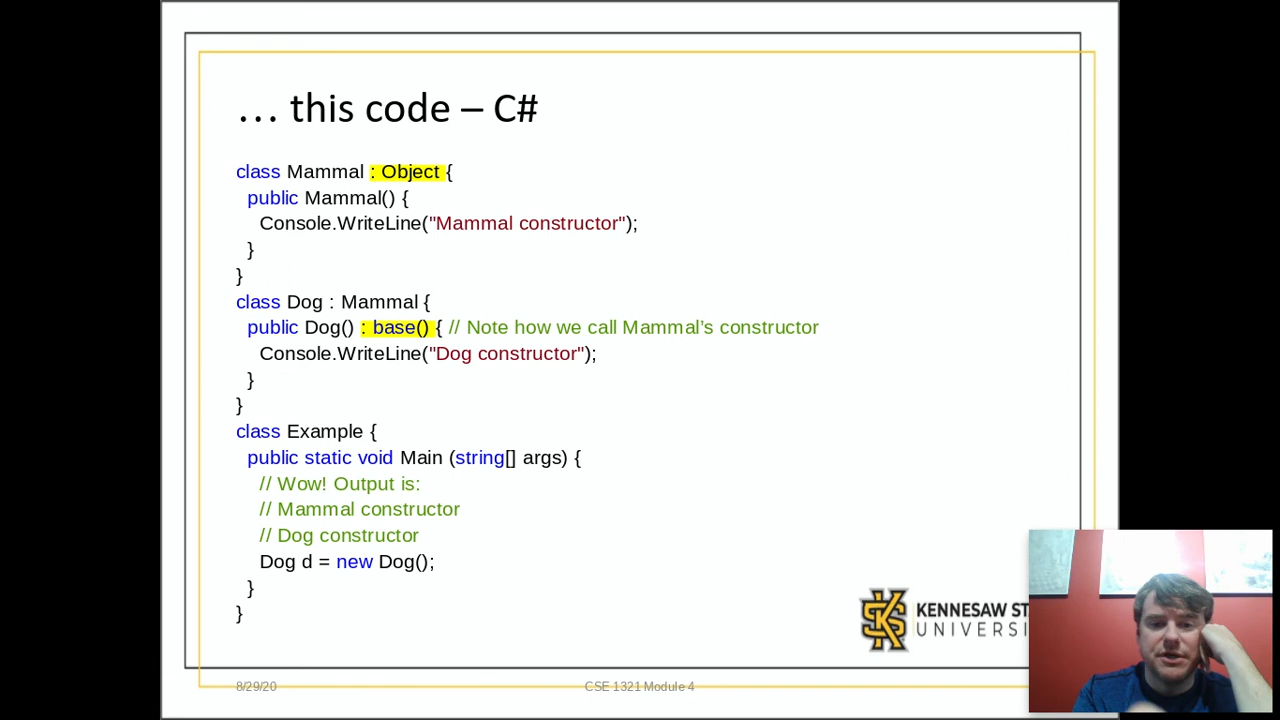 … this code – C#
class Mammal : Object {
public Mammal() {
Console.WriteLine("Mammal constructor");
}
}
class Dog : Mammal {
public Dog() : base() { // Note how we call Mammal’s constructor
Console.WriteLine("Dog constructor");
}
}
class Example {
public static void Main (string[] args) {
// Wow! Output is:
// Mammal constructor
// Dog constructor
Dog d = new Dog();
}
}
KENNESAW ST
UNIVERSI
8/29/20
CSE 1321 Module 4